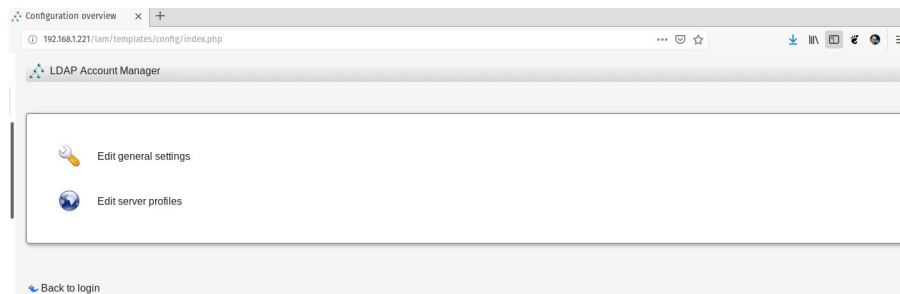 Configuration overview
192.168.1.221/lam/templates/config/index.php
LDAP Account Manager
Edit general settings
Edit server profiles
Back to login